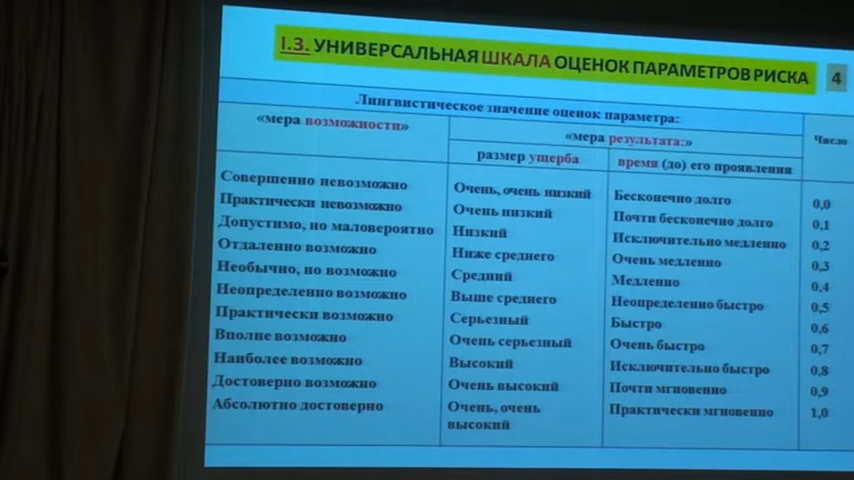 I.3. УНИВЕРСАЛЬНАЯ ШКАЛА ОЦЕНОК ПАРАМЕТРОВ РИСКА 4
Лингвистическое значение оценок параметра:
«мера возможности» «мера результата:» Число
размер ущерба время (до) его проявления
Совершенно невозможно Очень, очень низкий Бесконечно долго 0,0
Практически невозможно Очень низкий Почти бесконечно долго 0,1
Допустимо, но маловероятно Низкий Исключительно медленно 0,2
Отдаленно возможно Ниже среднего Очень медленно 0,3
Необычно, но возможно Средний Медленно 0,4
Неопределенно возможно Выше среднего Неопределенно быстро 0,5
Практически возможно Серьезный Быстро 0,6
Вполне возможно Очень серьезный Очень быстро 0,7
Наиболее возможно Высокий Исключительно быстро 0,8
Достоверно возможно Очень высокий Почти мгновенно 0,9
Абсолютно достоверно Очень, очень Практически мгновенно 1,0
высокий